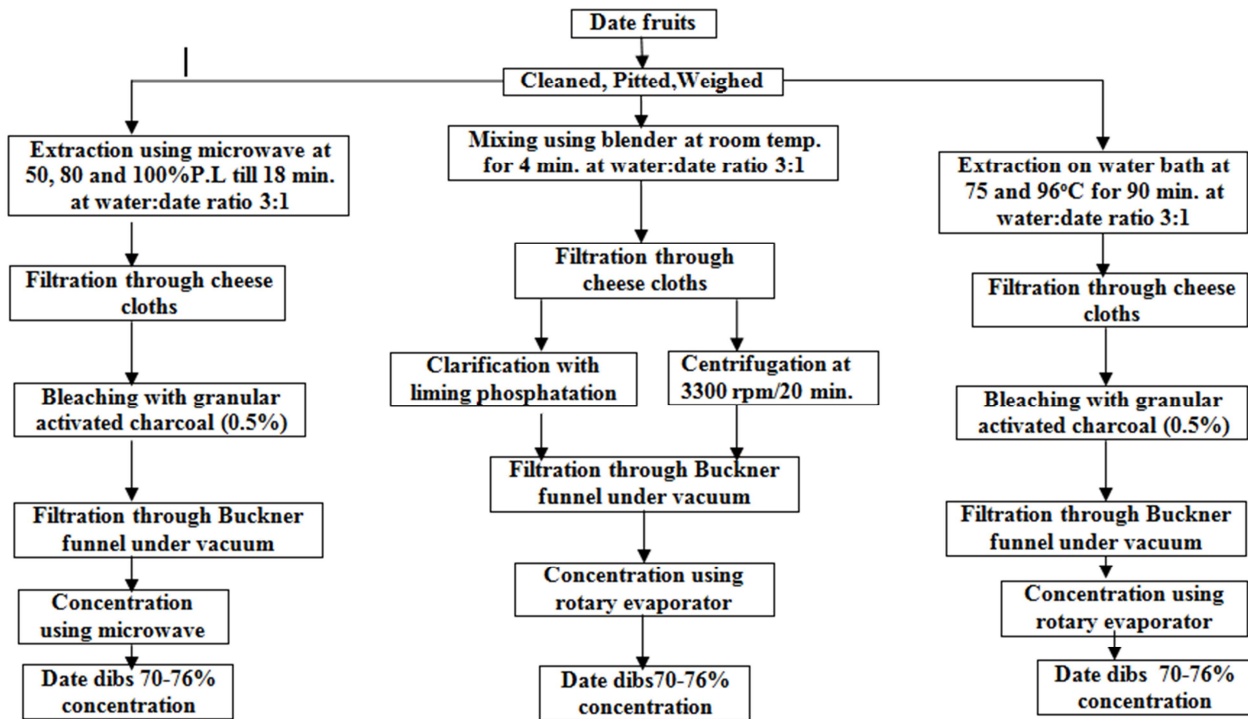 Date fruits
Cleaned, Pitted,Weighed
Extraction using microwave at
50, 80 and 100%P.L till 18 min.
at water:date ratio 3:1
Filtration through cheese
cloths
Bleaching with granular
activated charcoal (0.5%)
Filtration through Buckner
funnel under vacuum
Concentration
using microwave
Date dibs 70-76%
concentration
Mixing using blender at room temp.
for 4 min. at water:date ratio 3:1
Filtration through
cheese cloths
Clarification with
liming phosphatation
Centrifugation at
3300 rpm/20 min.
Filtration through Buckner
funnel under vacuum
Concentration using
rotary evaporator
Date dibs70-76%
concentration
Extraction on water bath at
75 and 96°C for 90 min. at
water:date ratio 3:1
Filtration through cheese
cloths
Bleaching with granular
activated charcoal (0.5%)
Filtration through Buckner
funnel under vacuum
Concentration using
rotary evaporator
Date dibs 70-76%
concentration